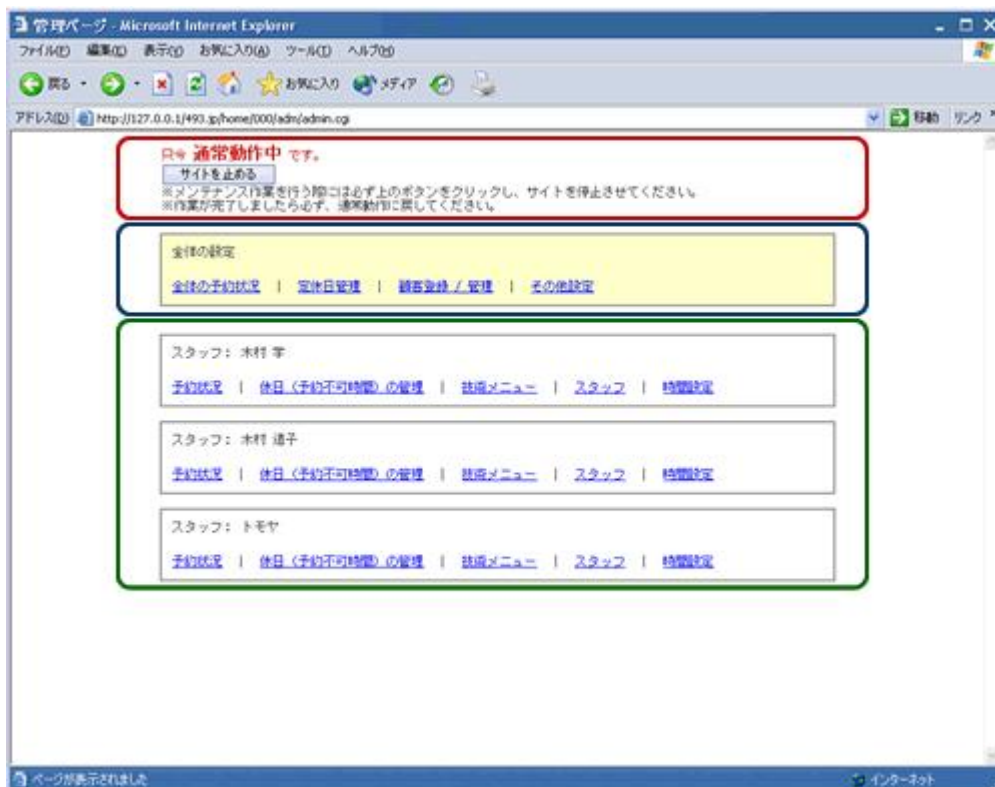 管理ページ - Microsoft Internet Explorer
ファイル(F) 編集(E) 表示(V) お気に入り(A) ツール(T) ヘルプ(H)
戻る お気に入り メディア
アドレス(D) http://127.0.0.1/493.jp/home/000/adm/admin.cgi 移動 リンク »
只今 通常動作中 です。
サイトを止める
※メンテナンス作業を行う際には必ず上のボタンをクリックし、サイトを停止させてください。
※作業が完了しましたら必ず、通常動作に戻してください。
全体の設定
全体の予約状況 | 定休日管理 | 顧客登録 / 管理 | その他設定
スタッフ: 木村 学
予約状況 | 休日(予約不可時間)の管理 | 技術メニュー | スタッフ | 時間設定
スタッフ: 木村 道子
予約状況 | 休日(予約不可時間)の管理 | 技術メニュー | スタッフ | 時間設定
スタッフ: トモヤ
予約状況 | 休日(予約不可時間)の管理 | 技術メニュー | スタッフ | 時間設定
ページが表示されました インターネット